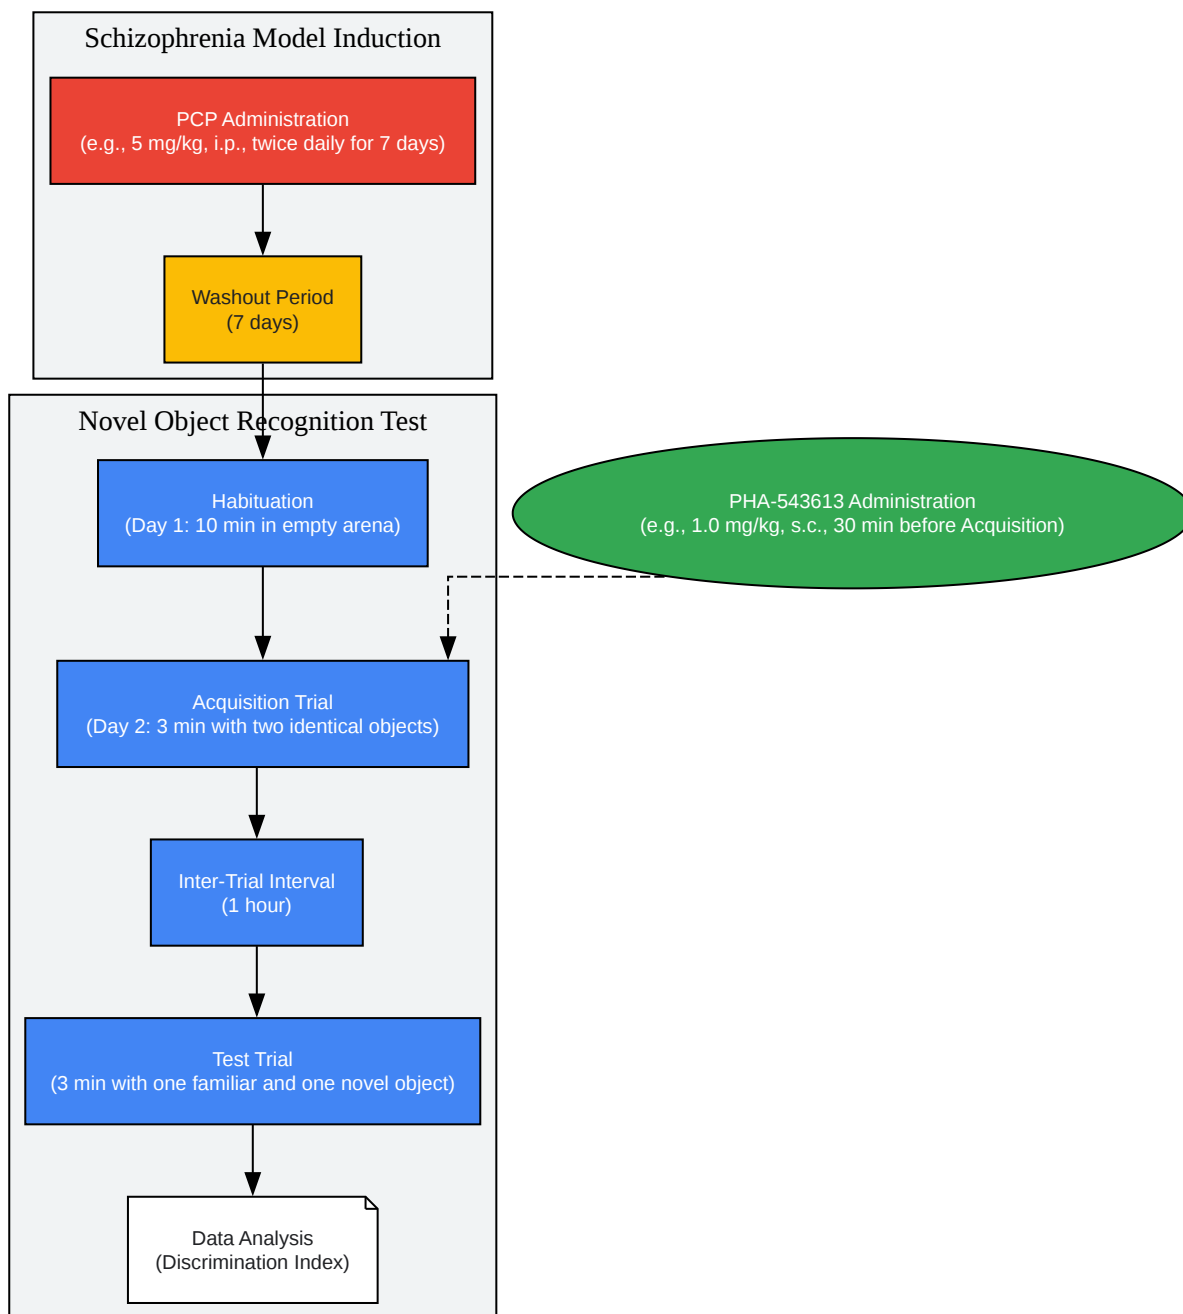 Schizophrenia Model Induction
PCP Administration
(e.g., 5 mg/kg, i.p., twice daily for 7 days)
Washout Period
(7 days)
Novel Object Recognition Test
Habituation
(Day 1: 10 min in empty arena)
PHA-543613 Administration
(e.g., 1.0 mg/kg, s.c., 30 min before Acquisition)
Acquisition Trial
(Day 2: 3 min with two identical objects)
Inter-Trial Interval
(1 hour)
Test Trial
(3 min with one familiar and one novel object)
Data Analysis
(Discrimination Index)